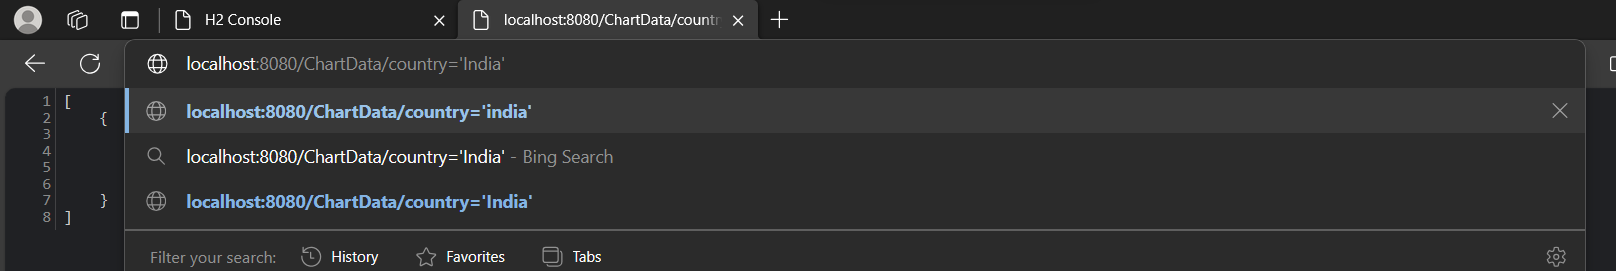 H2 Console
localhost:8080/ChartData/countr
localhost:8080/ChartData/country='India'
localhost:8080/ChartData/country='india'
localhost:8080/ChartData/country='India' - Bing Search
localhost:8080/ChartData/country='India'
1 [
2 {
3
4
5
6
7 }
8 ]
Filter your search: History Favorites Tabs